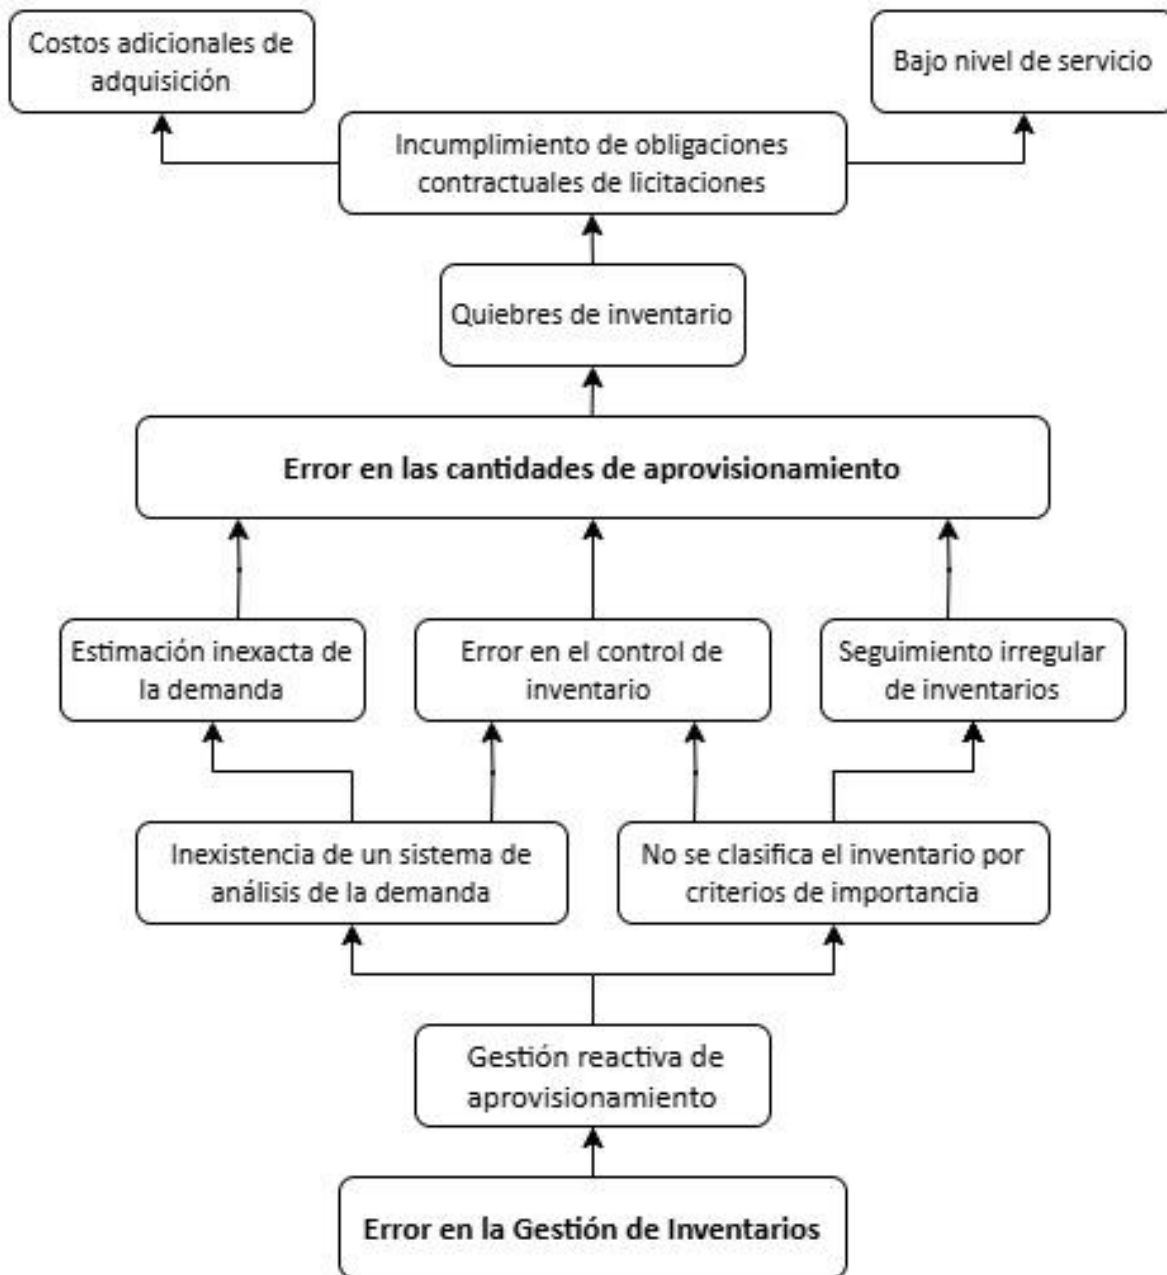 Costos adicionales de
adquisición
Bajo nivel de servicio
Incumplimiento de obligaciones
contractuales de licitaciones
Quiebres de inventario
Error en las cantidades de aprovisionamiento
Estimación inexacta de
la demanda
Error en el control de
inventario
Seguimiento irregular
de inventarios
Inexistencia de un sistema de
análisis de la demanda
No se clasifica el inventario por
criterios de importancia
Gestión reactiva de
aprovisionamiento
Error en la Gestión de Inventarios